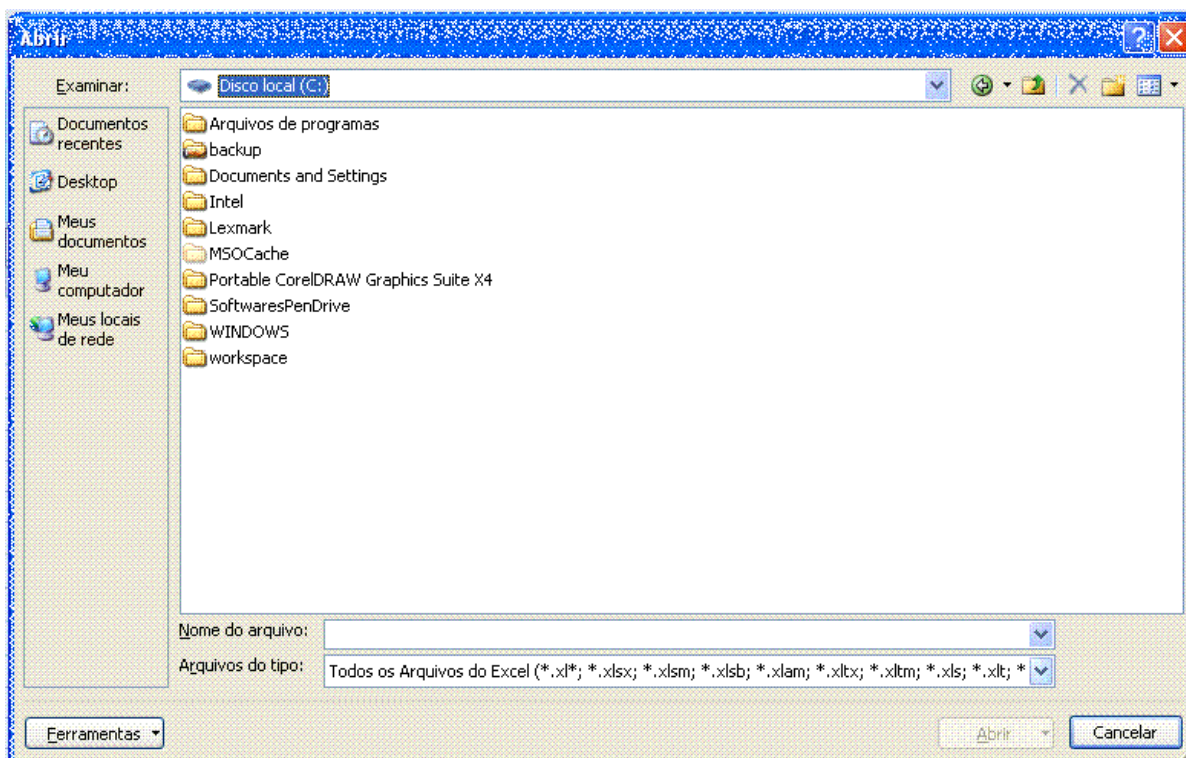 Abrir
Examinar:
Disco local (C:)
Documentos
recentes
Desktop
Meus
documentos
Meu
computador
Meus locais
de rede
Arquivos de programas
backup
Documents and Settings
Intel
Lexmark
MSOCache
Portable CorelDRAW Graphics Suite X4
SoftwaresPenDrive
WINDOWS
workspace
Nome do arquivo:
Arquivos do tipo:
Todos os Arquivos do Excel (*.xl*; *.xlsx; *.xlsm; *.xlsb; *.xlam; *.xltx; *.xltm; *.xls; *.xlt; *
Ferramentas
Abrir
Cancelar